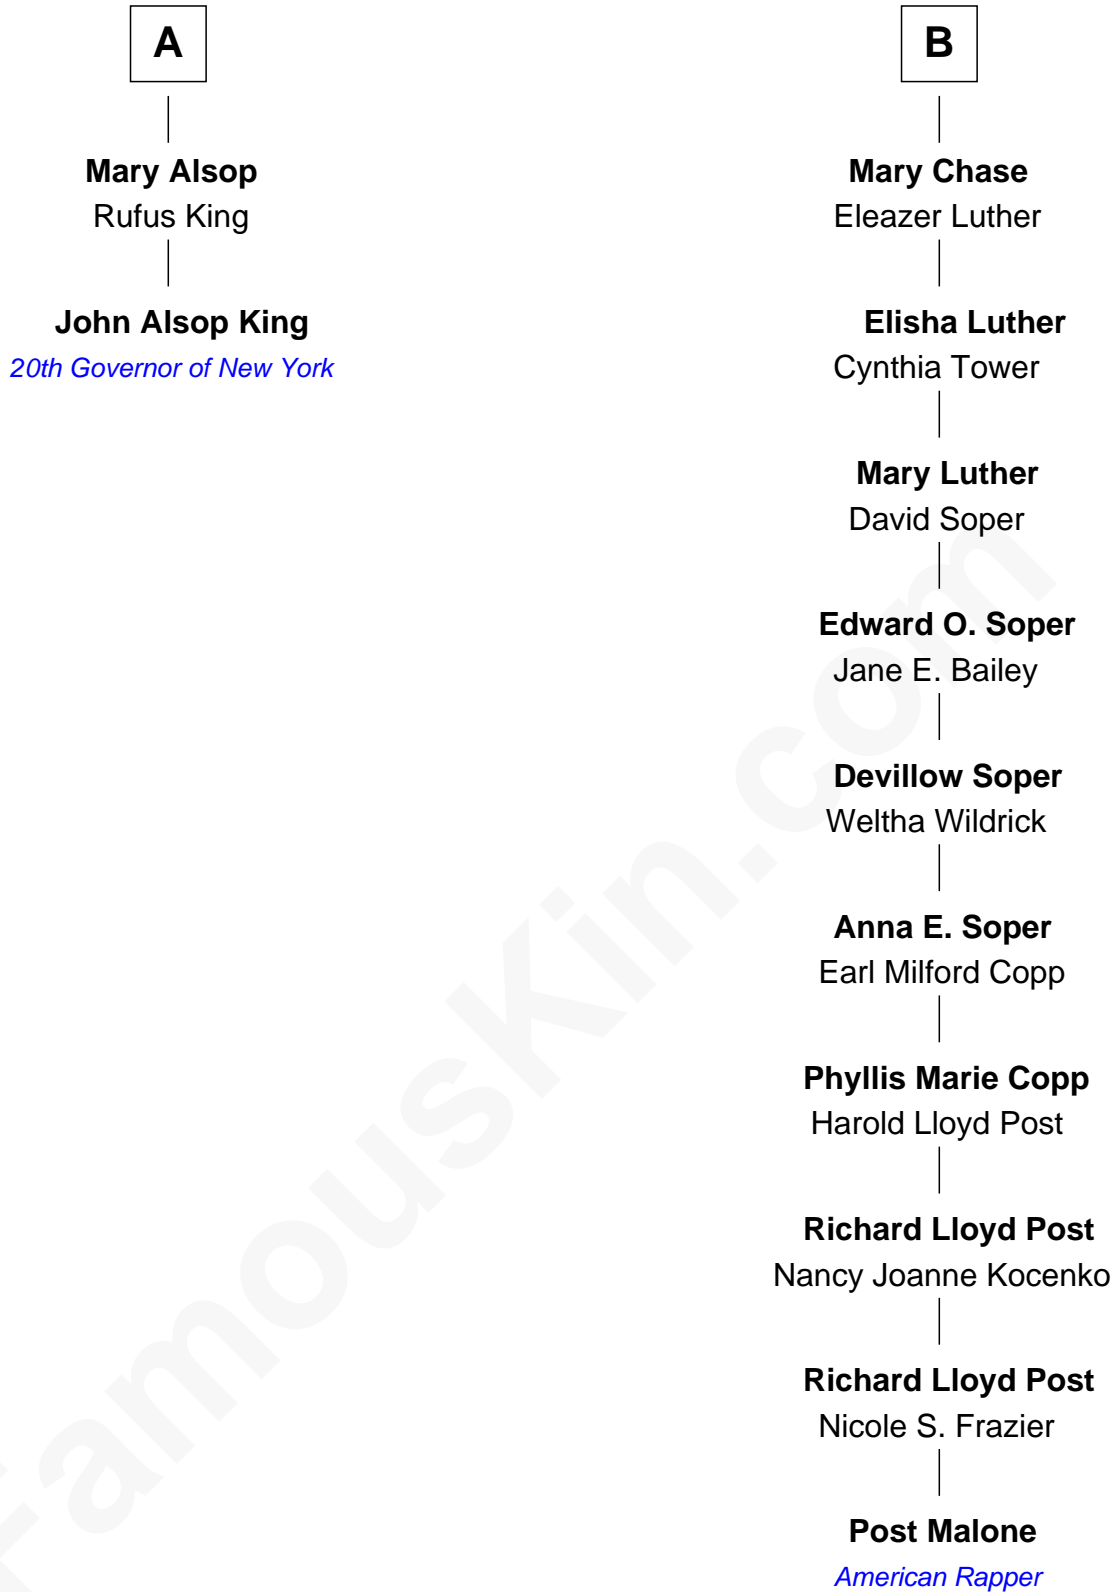 A
Mary Alsop
Rufus King
John Alsop King
20th Governor of New York
B
Mary Chase
Eleazer Luther
Elisha Luther
Cynthia Tower
Mary Luther
David Soper
Edward O. Soper
Jane E. Bailey
Devillow Soper
Weltha Wildrick
Anna E. Soper
Earl Milford Copp
Phyllis Marie Copp
Harold Lloyd Post
Richard Lloyd Post
Nancy Joanne Kocenko
Richard Lloyd Post
Nicole S. Frazier
Post Malone
American Rapper
FamousKin.com